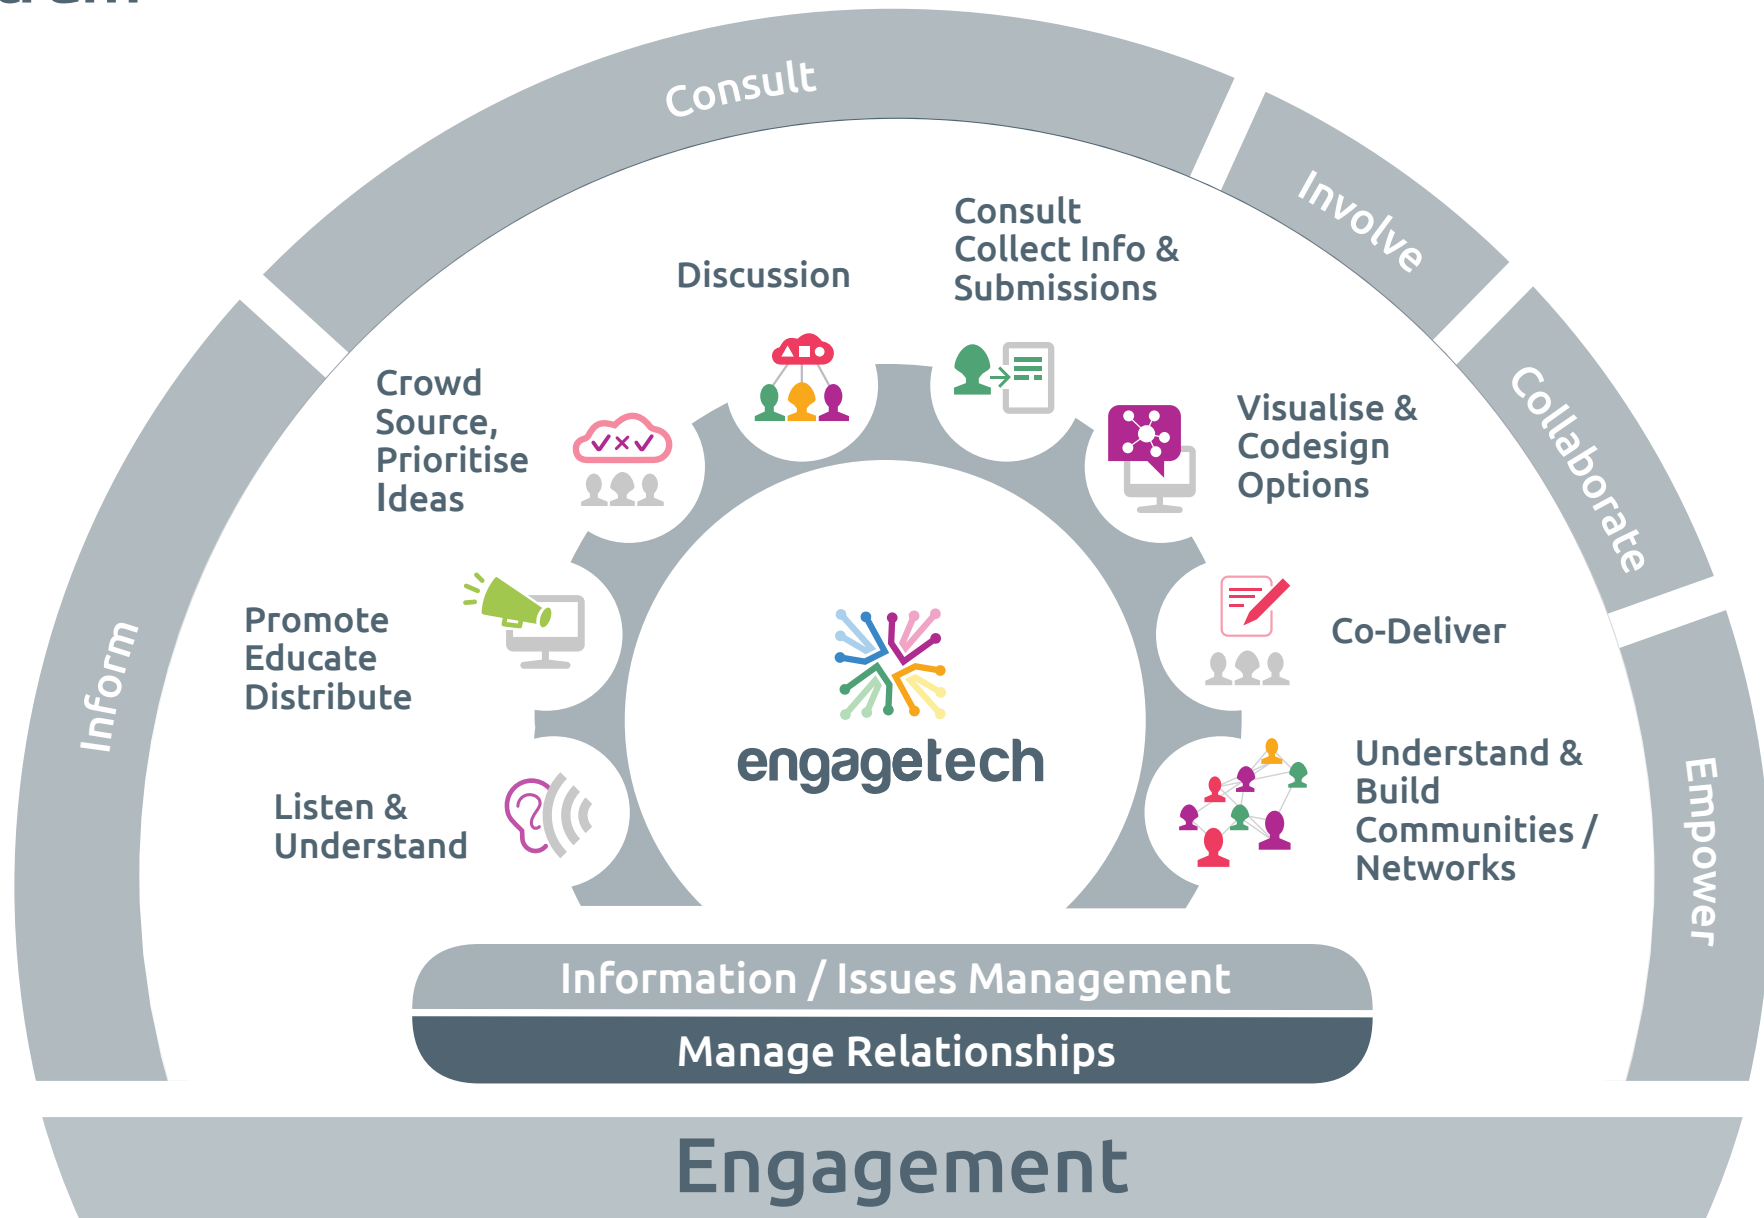 Consult
Involve
Collaborate
Empower
Inform
Consult
Collect Info &
Submissions
Discussion
Crowd
Source,
Prioritise
Ideas
Visualise &
Codesign
Options
Promote
Educate
Distribute
Co-Deliver
Listen &
Understand
Understand &
Build
Communities /
Networks
engagetech
Information / Issues Management
Manage Relationships
Engagement